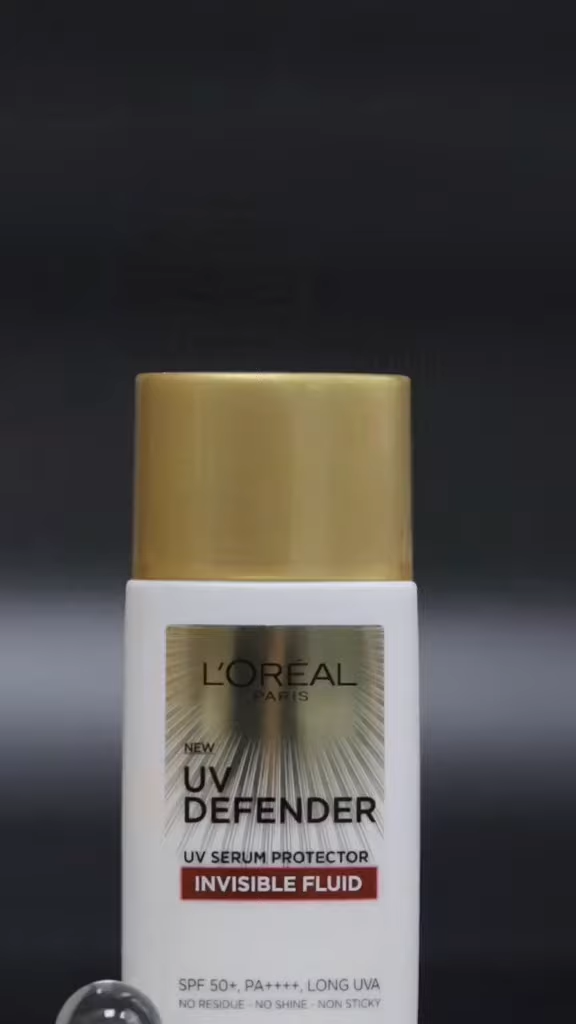 L'ORÉAL
PARIS
NEW
UV
DEFENDER
UV SERUM PROTECTOR
INVISIBLE FLUID
SPF 50+, PA++++, LONG UVA
NO RESIDUE - NO SHINE - NON STICKY